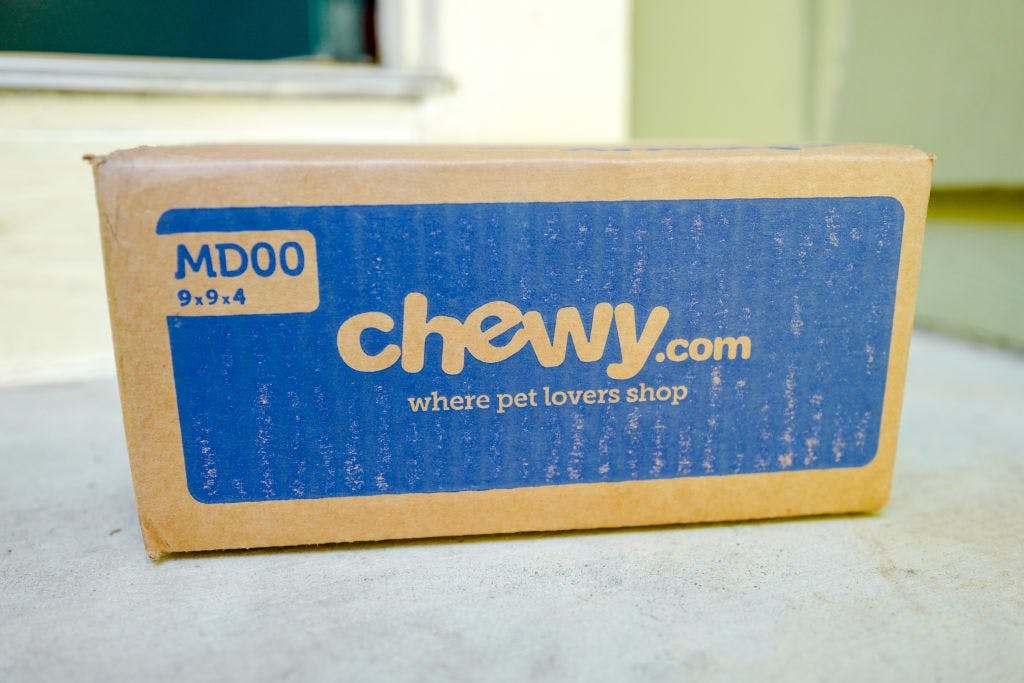 MD00
9x9x4
chewy.com
where pet lovers shop